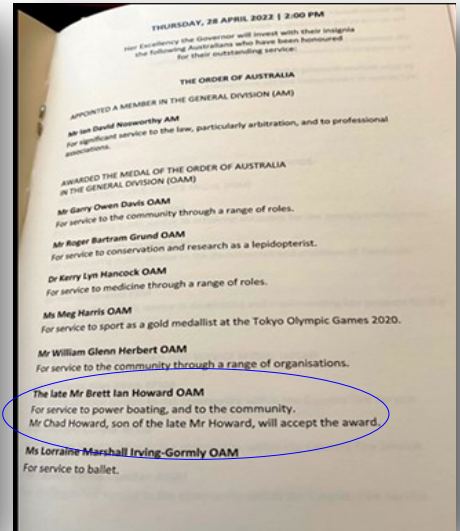 THURSDAY, 28 APRIL 2022 | 2:00 PM
Her Excellency the Governor will invest with their insignia
the following Australians who have been honoured
for their outstanding service:
THE ORDER OF AUSTRALIA
APPOINTED A MEMBER IN THE GENERAL DIVISION (AM)
Mr Ian David Nosworthy AM
For significant service to the law, particularly arbitration, and to professional
associations.
AWARDED THE MEDAL OF THE ORDER OF AUSTRALIA
IN THE GENERAL DIVISION (OAM)
Mr Garry Owen Davis OAM
For service to the community through a range of roles.
Mr Roger Bartram Grund OAM
For service to conservation and research as a lepidopterist.
Dr Kerry Lyn Hancock OAM
For service to medicine through a range of roles.
Ms Meg Harris OAM
For service to sport as a gold medallist at the Tokyo Olympic Games 2020.
Mr William Glenn Herbert OAM
For service to the community through a range of organisations.
The late Mr Brett Ian Howard OAM
For service to power boating, and to the community.
Mr Chad Howard, son of the late Mr Howard, will accept the award.
Ms Lorraine Marshall Irving-Gormly OAM
For service to ballet.